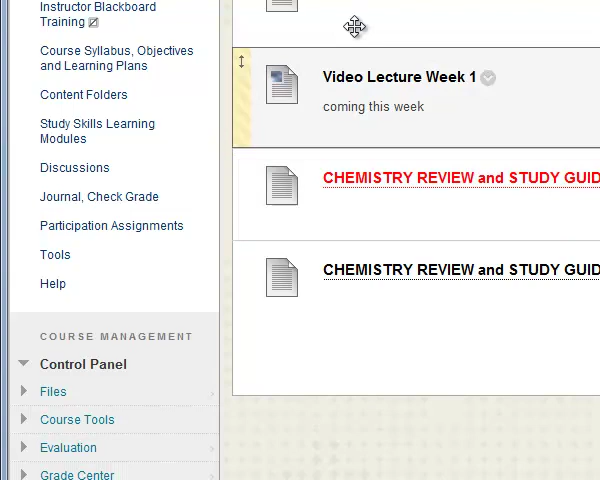 Instructor Blackboard
Training
Course Syllabus, Objectives
and Learning Plans
Content Folders
Study Skills Learning
Modules
Discussions
Journal, Check Grade
Participation Assignments
Tools
Help
COURSE MANAGEMENT
Control Panel
Files
Course Tools
Evaluation
Grade Center
Video Lecture Week 1
coming this week
CHEMISTRY REVIEW and STUDY GUID
CHEMISTRY REVIEW and STUDY GUID